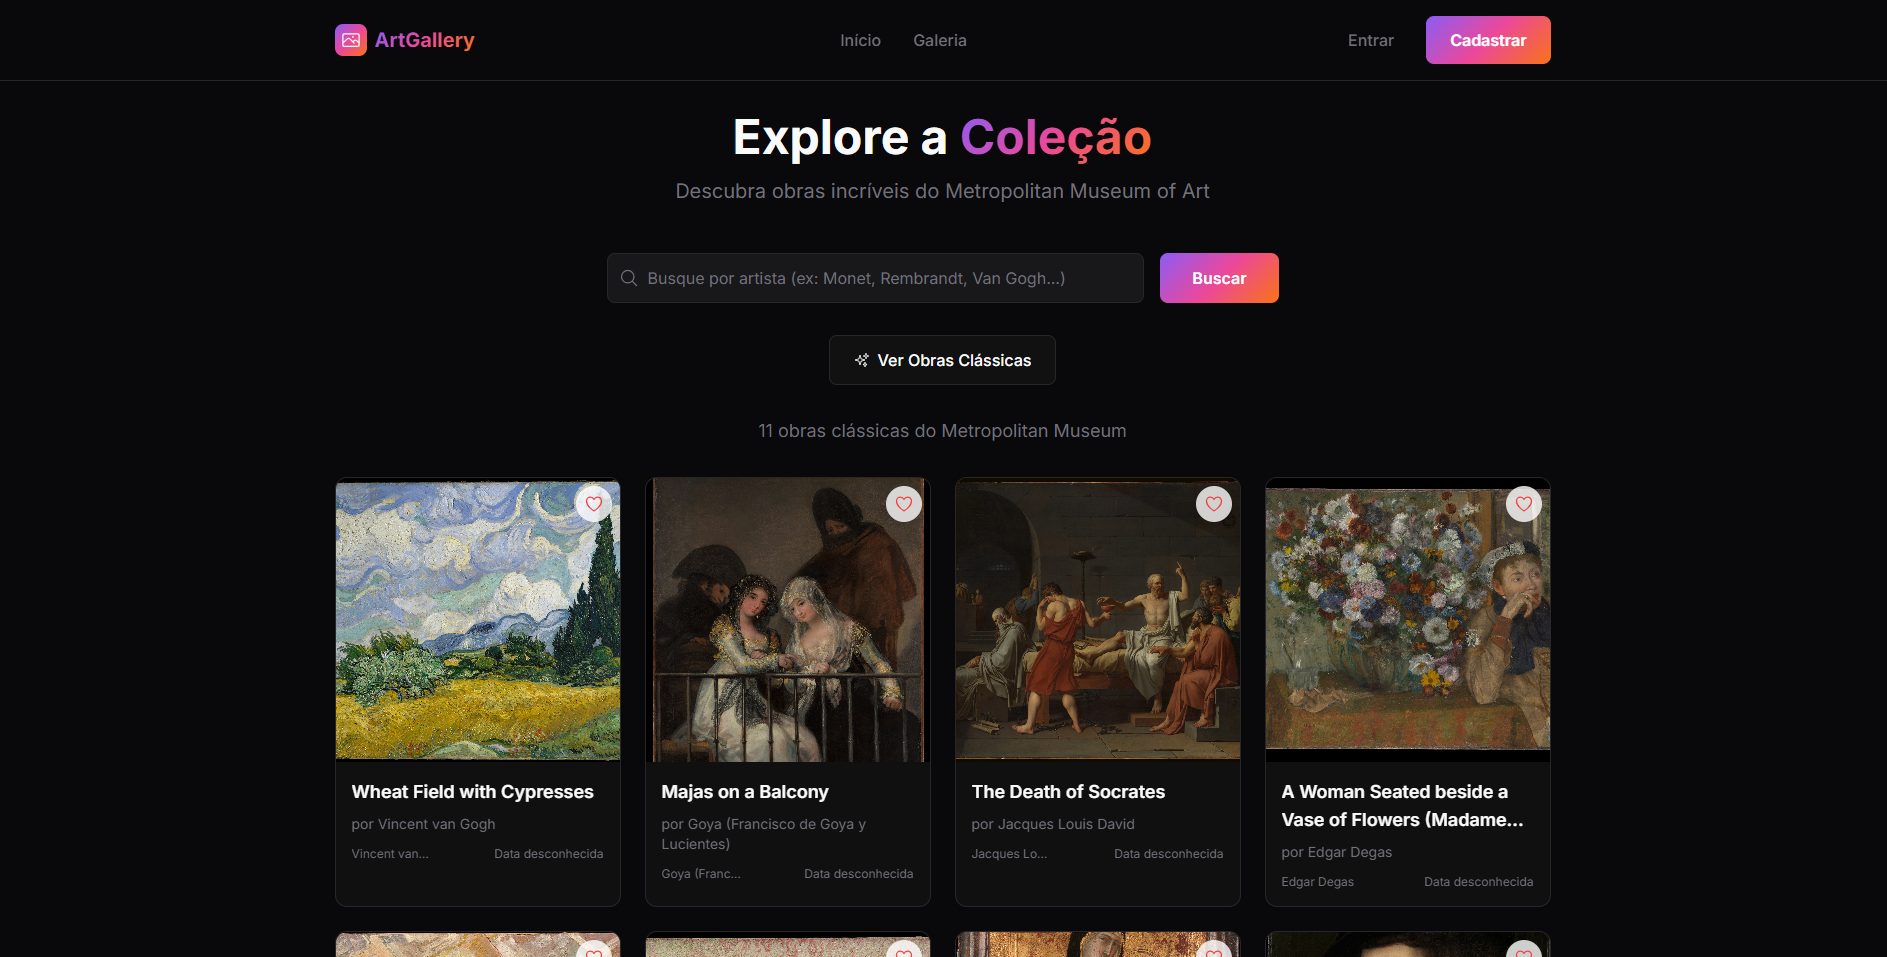 ArtGallery
Início
Galeria
Entrar
Cadastrar
Explore a Coleção
Descubra obras incríveis do Metropolitan Museum of Art
Busque por artista (ex: Monet, Rembrandt, Van Gogh...)
Buscar
Ver Obras Clássicas
11 obras clássicas do Metropolitan Museum
Wheat Field with Cypresses
por Vincent van Gogh
Vincent van...
Data desconhecida
Majas on a Balcony
por Goya (Francisco de Goya y
Lucientes)
Goya (Franc...
Data desconhecida
The Death of Socrates
por Jacques Louis David
Jacques Lo...
Data desconhecida
A Woman Seated beside a
Vase of Flowers (Madame...
por Edgar Degas
Edgar Degas
Data desconhecida